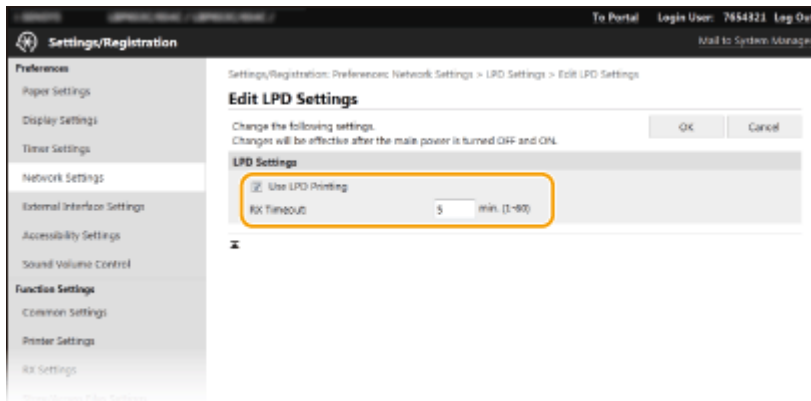 To Portal Login User: 7654321 Log Ou
Settings/Registration
Mail to System Manage
Preferences
Paper Settings
Display Settings
Timer Settings
Network Settings
External Interface Settings
Accessibility Settings
Sound Volume Control
Function Settings
Common Settings
Printer Settings
RX Settings
Settings/Registration: Preferences: Network Settings > LPD Settings > Edit LPD Settings
Edit LPD Settings
Change the following settings.
Changes will be effective after the main power is turned OFF and ON.
OK Cancel
LPD Settings
Use LPD Printing
RX Timeout: 5 min. (1-60)